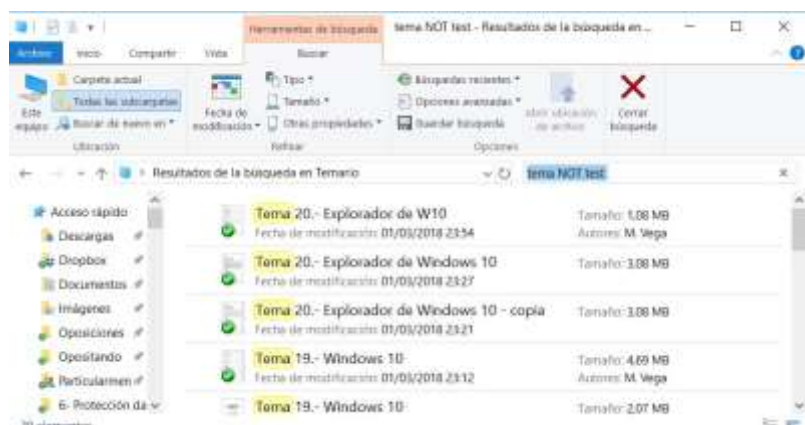 Herramientas de búsqueda
tema NOT test - Resultados de la búsqueda en ...
Archivo Inicio Compartir Vista Buscar
Este equipo
Carpeta actual
Todas las subcarpetas
Buscar de nuevo en
Ubicación
Fecha de modificación
Tipo
Tamaño
Otras propiedades
Refinar
Búsquedas recientes
Opciones avanzadas
Guardar búsqueda
Abrir ubicación de archivo
Cerrar búsqueda
Opciones
Resultados de la búsqueda en Temario
tema NOT test
Acceso rápido
Descargas
Dropbox
Documentos
Imágenes
Oposiciones
Opositando
Particularmen
6- Protección da
Tema 20.- Explorador de W10
Fecha de modificación: 01/03/2018 23:54
Tamaño: 1,08 MB
Autores: M. Vega
Tema 20.- Explorador de Windows 10
Fecha de modificación: 01/03/2018 23:27
Tamaño: 3,08 MB
Tema 20.- Explorador de Windows 10 - copia
Fecha de modificación: 01/03/2018 23:21
Tamaño: 3,08 MB
Tema 19.- Windows 10
Fecha de modificación: 01/03/2018 23:12
Tamaño: 4,69 MB
Autores: M. Vega
Tema 19.- Windows 10
Tamaño: 2,07 MB